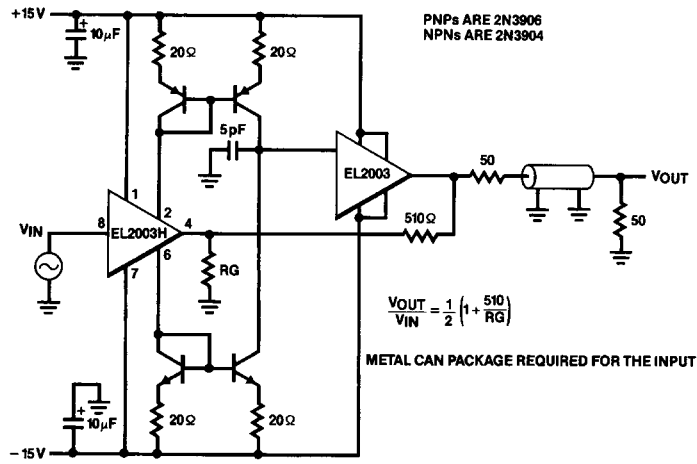 +15V
+
10µF
20Ω
20Ω
PNPs ARE 2N3906
NPNs ARE 2N3904
5pF
EL2003
50
VOUT
50
1
2
VIN
8
EL2003H
4
6
7
510Ω
RG
VOUT/VIN = 1/2 (1+ 510/RG)
METAL CAN PACKAGE REQUIRED FOR THE INPUT
+
10µF
20Ω
20Ω
−15V